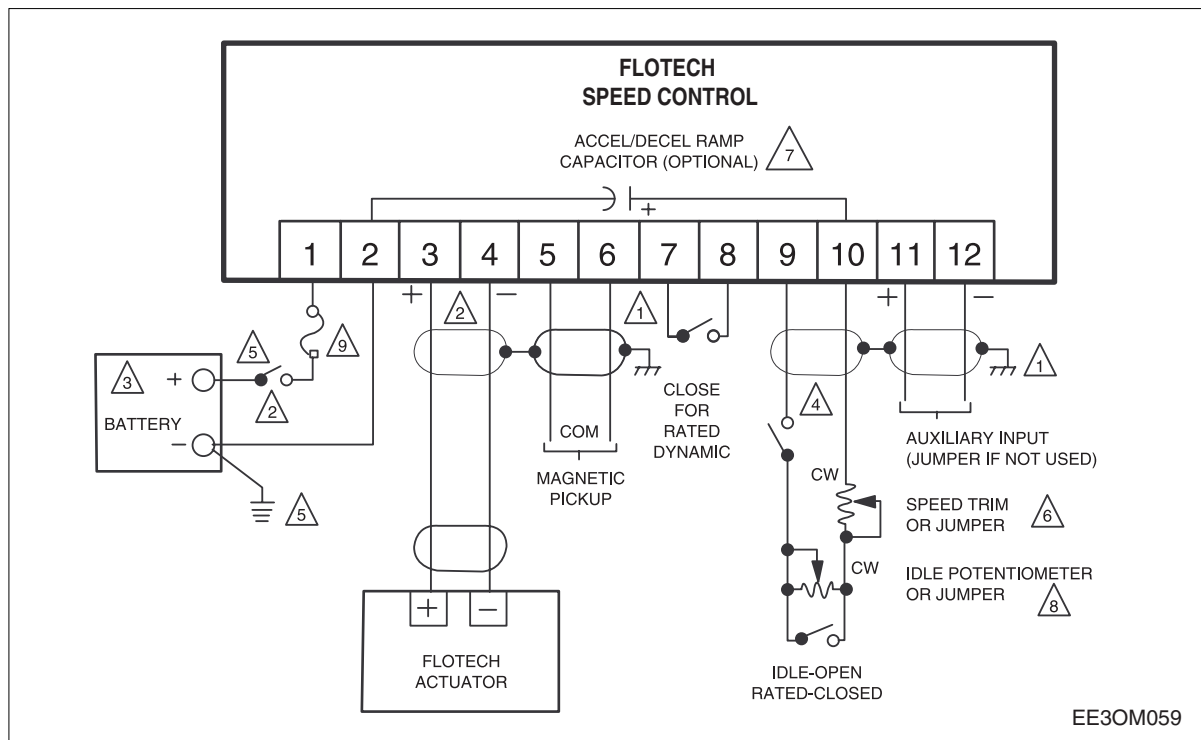 FLOTECH
SPEED CONTROL
ACCEL/DECEL RAMP
CAPACITOR (OPTIONAL)
7
+
1 2 3 4 5 6 7 8 9 10 11 12
+ 2 − 1 + −
9
5
3 +
2
BATTERY
−
5
4
1
CLOSE
FOR
RATED
DYNAMIC
COM
MAGNETIC
PICKUP
AUXILIARY INPUT
(JUMPER IF NOT USED)
CW
SPEED TRIM
OR JUMPER 6
CW
IDLE POTENTIOMETER
OR JUMPER 8
+ −
FLOTECH
ACTUATOR
IDLE-OPEN
RATED-CLOSED
EE3OM059